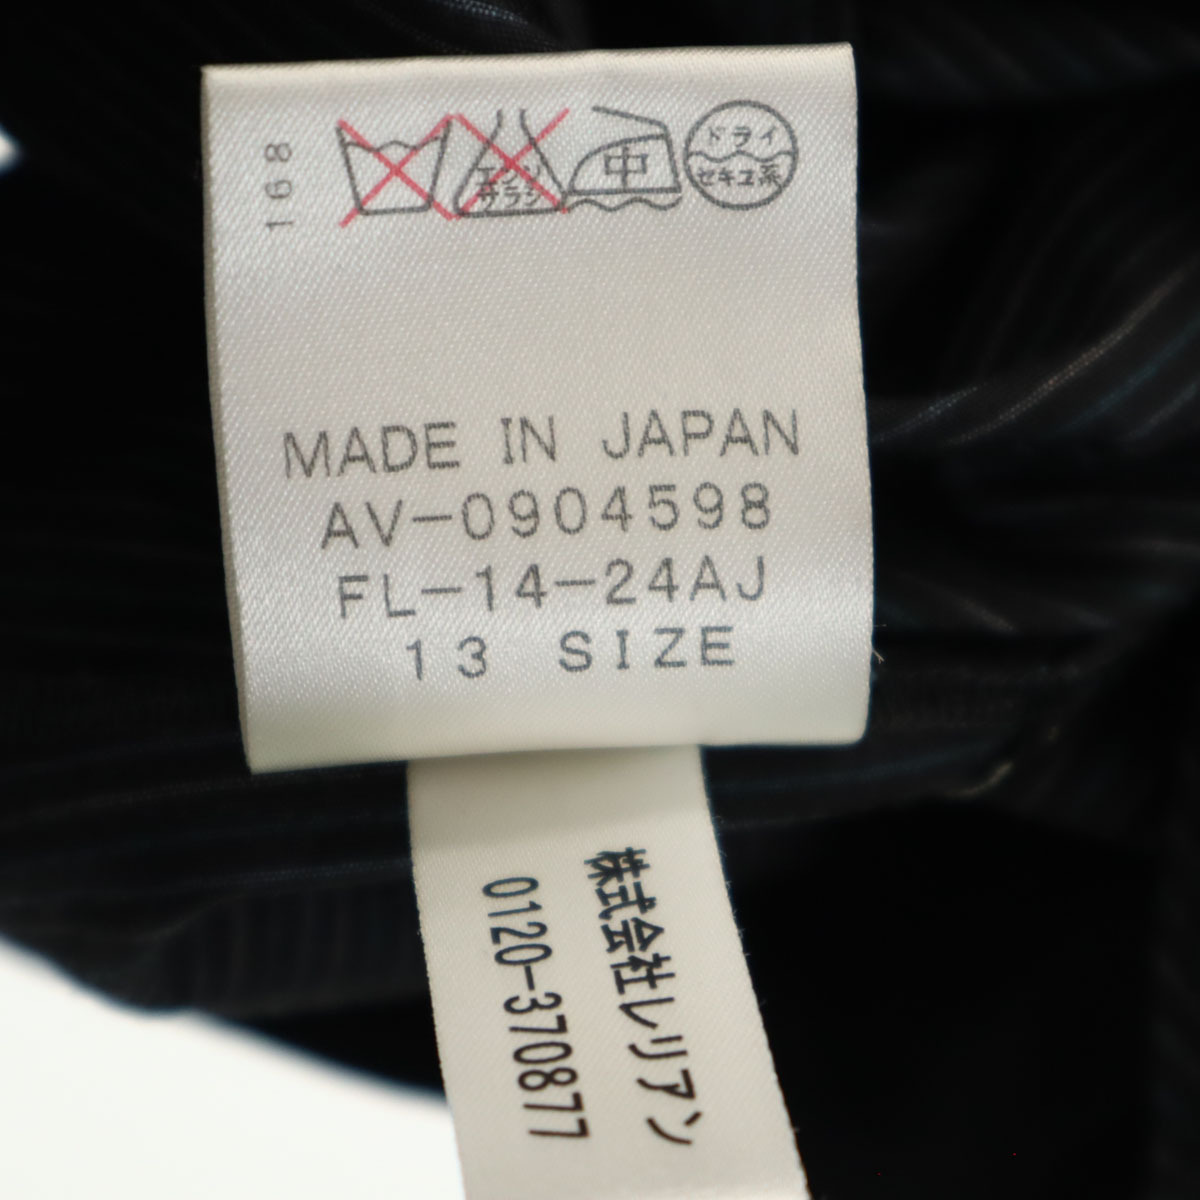 168
エンソ
サラシ
中
ドライ
セキユ系
MADE IN JAPAN
AV-0904598
FL-14-24AJ
13 SIZE
株式会社レリアン
0120-370877